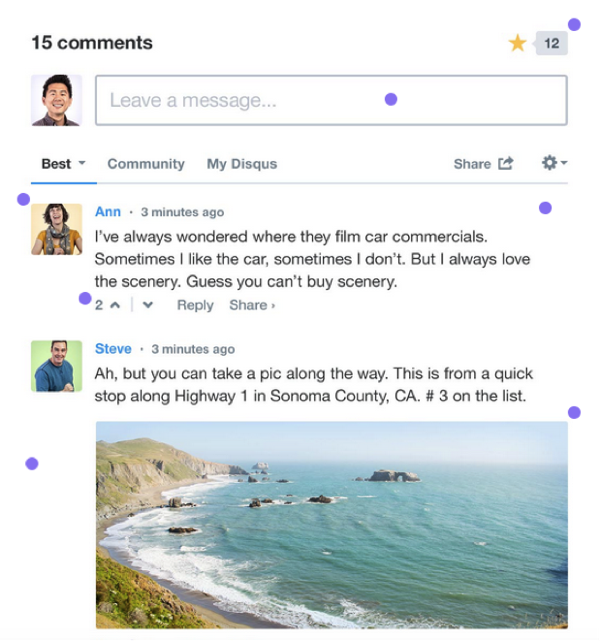 15 comments
12
Leave a message...
Best Community My Disqus Share
Ann · 3 minutes ago
I've always wondered where they film car commercials.
Sometimes I like the car, sometimes I don't. But I always love
the scenery. Guess you can't buy scenery.
2 Reply Share ›
Steve · 3 minutes ago
Ah, but you can take a pic along the way. This is from a quick
stop along Highway 1 in Sonoma County, CA. # 3 on the list.